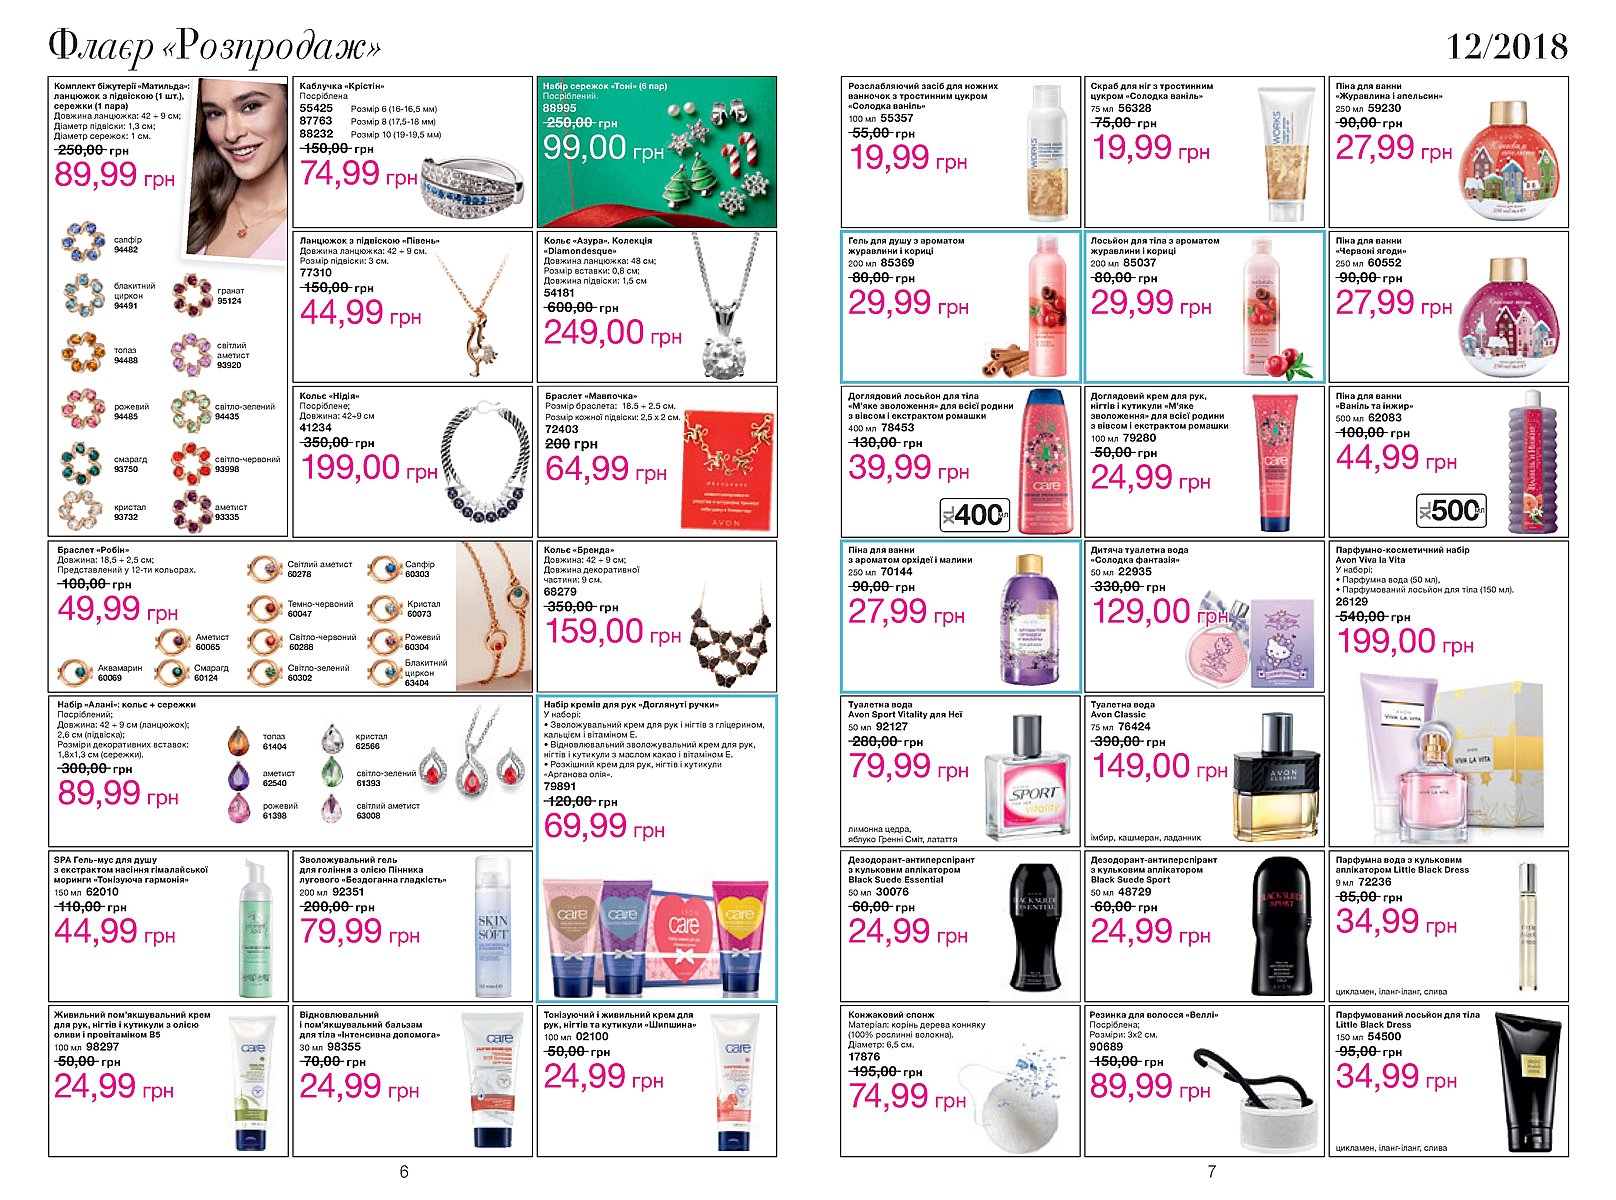 Флаєр «Розпродаж»
12/2018
Комплект біжутерії «Матильда»:
ланцюжок з підвіскою (1 шт.),
сережки (1 пара)
Довжина ланцюжка: 42 + 9 см;
Діаметр підвіски: 1,3 см;
Діаметр сережок: 1 см.
250,00 грн
89,99 грн
сапфір
94482
блакитний
циркон
94491
гранат
95124
топаз
94488
світлий
аметист
93920
рожевий
94485
світло-зелений
94435
смарагд
93750
світло-червоний
93998
кристал
93732
аметист
93335
Каблучка «Крістін»
Посріблена
55425 Розмір 6 (16-16,5 мм)
87763 Розмір 8 (17,5-18 мм)
88232 Розмір 10 (19-19,5 мм)
150,00 грн
74,99 грн
Набір сережок «Тоні» (6 пар)
Посріблений.
88995
250,00 грн
99,00 грн
Ланцюжок з підвіскою «Півень»
Довжина ланцюжка: 42 + 9 см.
Розмір підвіски: 3 см.
77310
150,00 грн
44,99 грн
Кольє «Азура». Колекція
«Diamondesque»
Довжина ланцюжка: 48 см;
Розмір вставки: 0,8 см;
Довжина підвіски: 1,5 см
54181
600,00 грн
249,00 грн
Кольє «Нідія»
Посріблене;
Довжина: 42+9 см
41234
350,00 грн
199,00 грн
Браслет «Мавпочка»
Розмір браслета: 18.5 + 2.5 см.
Розмір кожної підвіски: 2,5 x 2 см.
72403
200 грн
64,99 грн
AVON
Браслет «Робін»
Довжина: 18,5 + 2,5 см;
Представлений у 12-ти кольорах.
100,00 грн
49,99 грн
Світлий аметист
60278
Сапфір
60303
Темно-червоний
60047
Кристал
60073
Аметист
60065
Світло-червоний
60288
Рожевий
60304
Аквамарин
60069
Смарагд
60124
Світло-зелений
60302
Блакитний
циркон
63404
Кольє «Бренда»
Довжина: 42 + 9 см;
Довжина декоративної
частини: 9 см.
68279
350,00 грн
159,00 грн
Набір «Алані»: кольє + сережки
Посріблений;
Довжина: 42 + 9 см (ланцюжок);
2,6 см (підвіска);
Розміри декоративних вставок:
1,8x1,3 см (сережки).
300,00 грн
89,99 грн
топаз
61404
кристал
62566
аметист
62540
світло-зелений
61393
рожевий
61398
світлий аметист
63008
Набір кремів для рук «Доглянуті ручки»
У наборі:
• Зволожувальний крем для рук і нігтів з гліцерином,
кальцієм і вітаміном Е.
• Відновлювальний зволожувальний крем для рук,
нігтів і кутикули з маслом какао і вітаміном Е.
• Розкішний крем для рук, нігтів і кутикули
«Арганова олія».
79891
120,00 грн
69,99 грн
care
care
care
care
SPA Гель-мус для душу
з екстрактом насіння гімалайської
моринги «Тонізуюча гармонія»
150 мл 62010
110,00 грн
44,99 грн
Зволожувальний гель
для гоління з олією Пінника
лугового «Бездоганна гладкість»
200 мл 92351
200,00 грн
79,99 грн
SKIN
SOFT
Живильний пом’якшувальний крем
для рук, нігтів і кутикули з олією
оливи і провітаміном В5
100 мл 98297
50,00 грн
24,99 грн
care
Відновлювальний
і пом’якшувальний бальзам
для тіла «Інтенсивна допомога»
30 мл 98355
70,00 грн
24,99 грн
care
Тонізуючий і живильний крем для
рук, нігтів та кутикули «Шипшина»
100 мл 02100
50,00 грн
24,99 грн
care
6
Розслабляючий засіб для ножних
ванночок з тростинним цукром
«Солодка ваніль»
100 мл 55357
55,00 грн
19,99 грн
WORKS
Скраб для ніг з тростинним
цукром «Солодка ваніль»
75 мл 56328
75,00 грн
19,99 грн
WORKS
Піна для ванни
«Журавлина і апельсин»
250 мл 59230
90,00 грн
27,99 грн
Гель для душу з ароматом
журавлини і кориці
200 мл 85369
80,00 грн
29,99 грн
Лосьйон для тіла з ароматом
журавлини і кориці
200 мл 85037
80,00 грн
29,99 грн
Піна для ванни
«Червоні ягоди»
250 мл 60552
90,00 грн
27,99 грн
Доглядовий лосьйон для тіла
«М’яке зволоження» для всієї родини
з вівсом і екстрактом ромашки
400 мл 78453
130,00 грн
39,99 грн
XL 400 мл
care
Доглядовий крем для рук,
нігтів і кутикули «М’яке
зволоження» для всієї родини
з вівсом і екстрактом ромашки
100 мл 79280
50,00 грн
24,99 грн
care
Піна для ванни
«Ваніль та інжир»
500 мл 62083
100,00 грн
44,99 грн
XL 500 мл
Піна для ванни
з ароматом орхідеї і малини
250 мл 70144
90,00 грн
27,99 грн
Дитяча туалетна вода
«Солодка фантазія»
50 мл 22935
330,00 грн
129,00 грн
Парфумно-косметичний набір
Avon Viva la Vita
У наборі:
• Парфумна вода (50 мл),
• Парфумований лосьйон для тіла (150 мл).
26129
540,00 грн
199,00 грн
VIVA LA VITA
VIVA LA VITA
Туалетна вода
Avon Sport Vitality для Неї
50 мл 92127
280,00 грн
79,99 грн
лимонна цедра,
яблуко Гренні Сміт, латаття
SPORT
vitality
Туалетна вода
Avon Classic
75 мл 76424
390,00 грн
149,00 грн
імбир, кашмеран, ладанник
AVON
CLASSIC
Дезодорант-антиперспірант
з кульковим аплікатором
Black Suede Essential
50 мл 30076
60,00 грн
24,99 грн
BLACK SUEDE
ESSENTIAL
Дезодорант-антиперспірант
з кульковим аплікатором
Black Suede Sport
50 мл 48729
60,00 грн
24,99 грн
BLACK SUEDE
SPORT
AVON
Парфумна вода з кульковим
аплікатором Little Black Dress
9 мл 72236
85,00 грн
34,99 грн
цикламен, іланг-іланг, слива
Конжаковий спонж
Матеріал: корінь дерева конняку
(100% рослинні волокна).
Діаметр: 6,5 см.
17876
195,00 грн
74,99 грн
Резинка для волосся «Веллі»
Посріблена;
Розміри: 3x2 см.
90689
150,00 грн
89,99 грн
Парфумований лосьйон для тіла
Little Black Dress
150 мл 54500
95,00 грн
34,99 грн
цикламен, іланг-іланг, слива
7